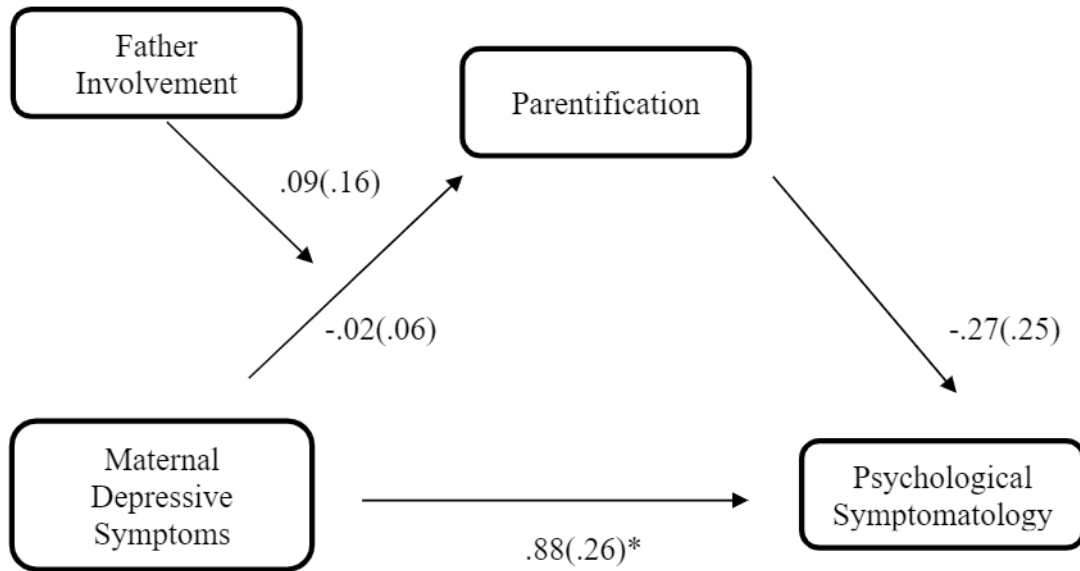 Father
Involvement
Parentification
.09(.16)
-.02(.06)
-.27(.25)
Maternal
Depressive
Symptoms
Psychological
Symptomatology
.88(.26)*